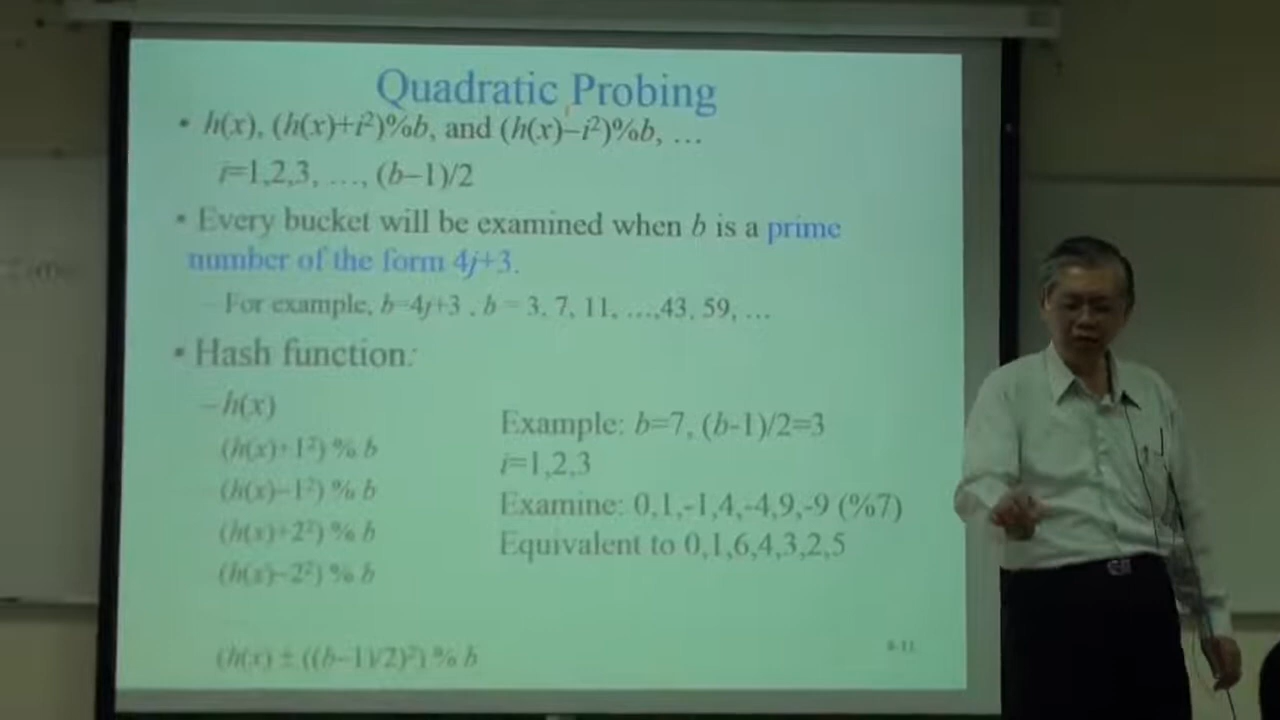 Quadratic Probing
• h(x), (h(x)+i²)%b, and (h(x)–i²)%b, …
i=1,2,3, …, (b–1)/2
• Every bucket will be examined when b is a prime
number of the form 4j+3.
– For example, b=4j+3 , b = 3, 7, 11, …,43, 59, …
• Hash function:
– h(x)
(h(x)+1²) % b
(h(x)–1²) % b
(h(x)+2²) % b
(h(x)–2²) % b
(h(x) ± ((b–1)/2)²) % b
Example: b=7, (b-1)/2=3
i=1,2,3
Examine: 0,1,-1,4,-4,9,-9 (%7)
Equivalent to 0,1,6,4,3,2,5
8-11